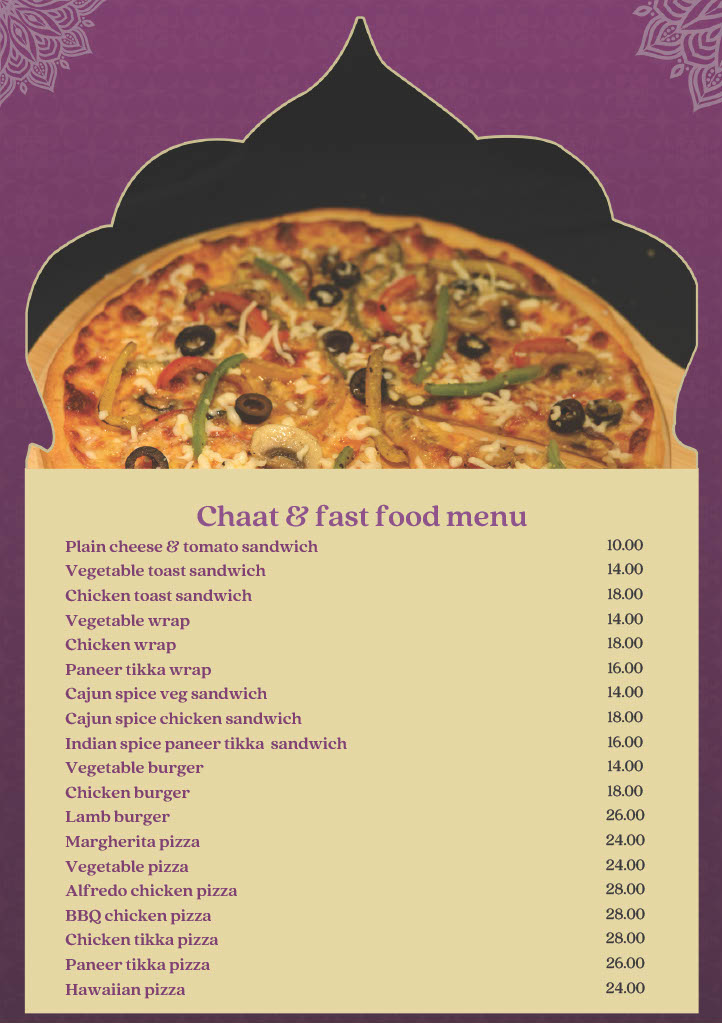 Chaat & fast food menu
Plain cheese & tomato sandwich 10.00
Vegetable toast sandwich 14.00
Chicken toast sandwich 18.00
Vegetable wrap 14.00
Chicken wrap 18.00
Paneer tikka wrap 16.00
Cajun spice veg sandwich 14.00
Cajun spice chicken sandwich 18.00
Indian spice paneer tikka sandwich 16.00
Vegetable burger 14.00
Chicken burger 18.00
Lamb burger 26.00
Margherita pizza 24.00
Vegetable pizza 24.00
Alfredo chicken pizza 28.00
BBQ chicken pizza 28.00
Chicken tikka pizza 28.00
Paneer tikka pizza 26.00
Hawaiian pizza 24.00